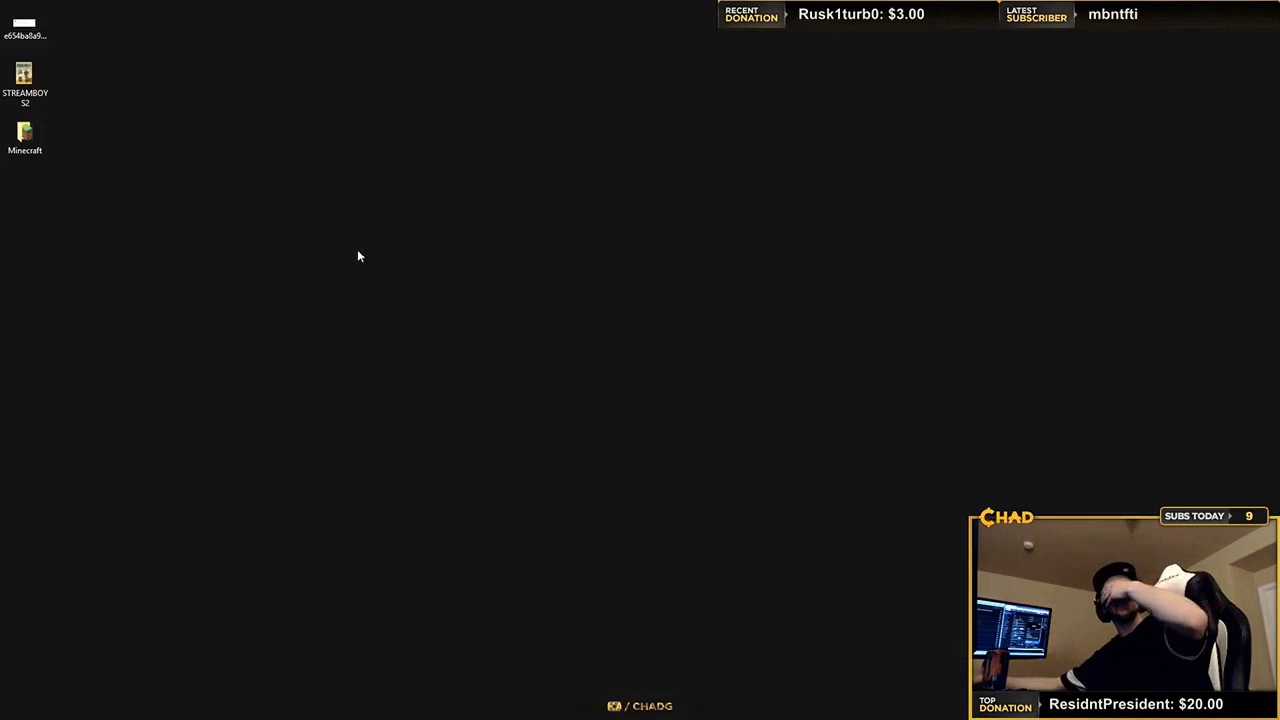 RECENT
DONATION
Rusk1turb0: $3.00
LATEST
SUBSCRIBER
mbntfti
e654ba8a9...
STREAMBOY
S2
Minecraft
CHAD
SUBS TODAY
9
/ CHADG
TOP
DONATION
ResidntPresident: $20.00